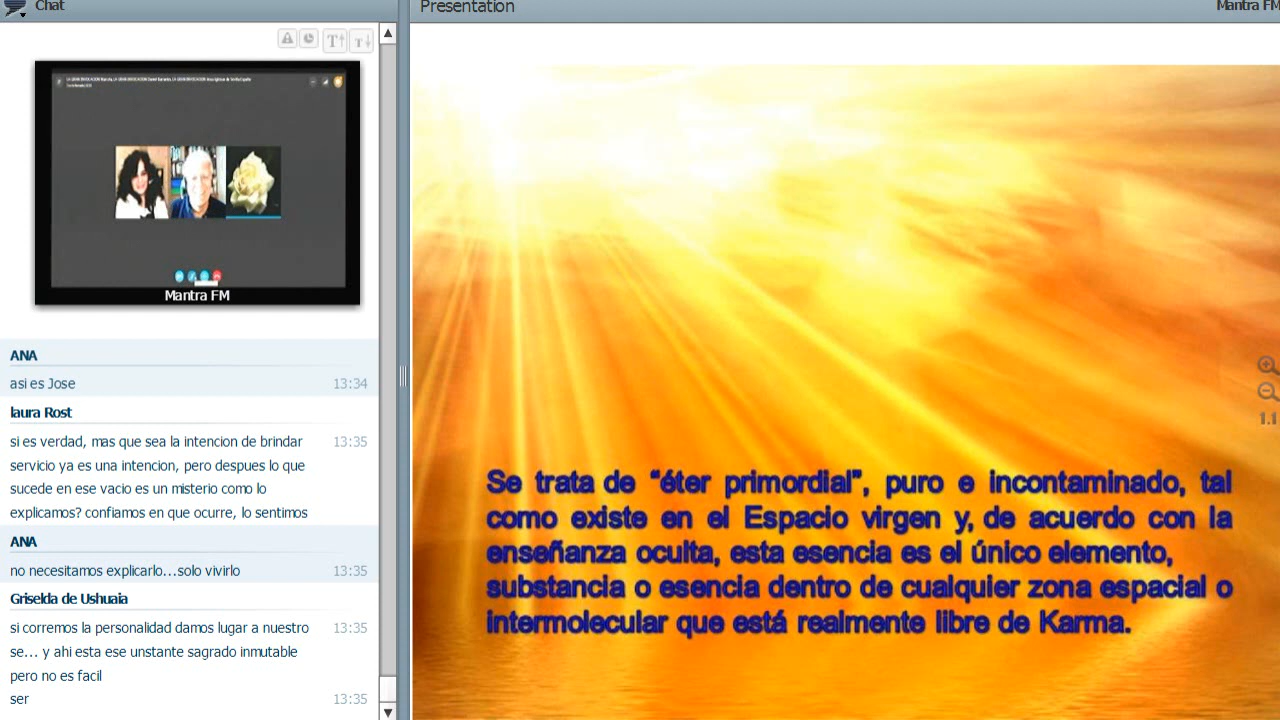 Chat
Mantra FM
ANA
asi es Jose
13:34
laura Rost
si es verdad, mas que sea la intencion de brindar
13:35
servicio ya es una intencion, pero despues lo que
sucede en ese vacio es un misterio como lo
explicamos? confiamos en que ocurre, lo sentimos
ANA
no necesitamos explicarlo...solo vivirlo
13:35
Griselda de Ushuaia
si corremos la personalidad damos lugar a nuestro
13:35
se... y ahi esta ese unstante sagrado inmutable
pero no es facil
ser
13:35
Presentation
Mantra FM
Se trata de “éter primordial”, puro e incontaminado, tal
como existe en el Espacio virgen y, de acuerdo con la
enseñanza oculta, esta esencia es el único elemento,
substancia o esencia dentro de cualquier zona espacial o
intermolecular que está realmente libre de Karma.
1.1